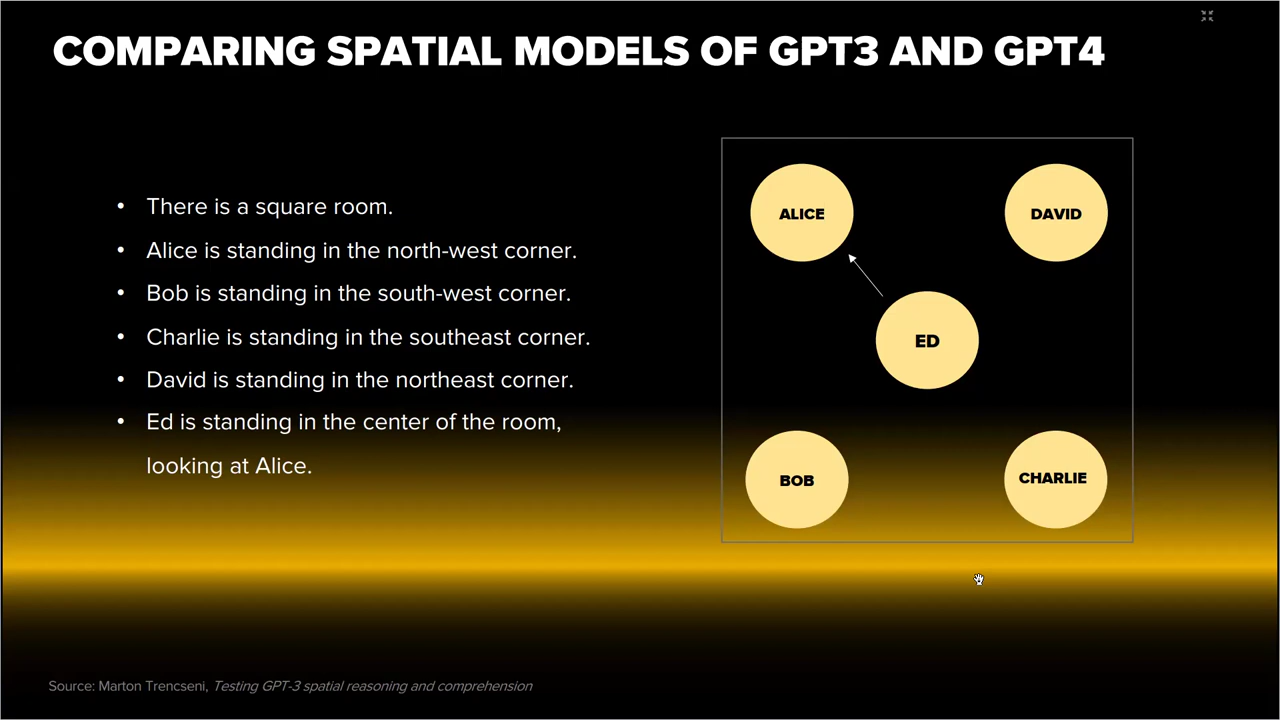 COMPARING SPATIAL MODELS OF GPT3 AND GPT4
• There is a square room.
• Alice is standing in the north-west corner.
• Bob is standing in the south-west corner.
• Charlie is standing in the southeast corner.
• David is standing in the northeast corner.
• Ed is standing in the center of the room,
looking at Alice.
ALICE
DAVID
ED
BOB
CHARLIE
Source: Marton Trencseni, Testing GPT-3 spatial reasoning and comprehension